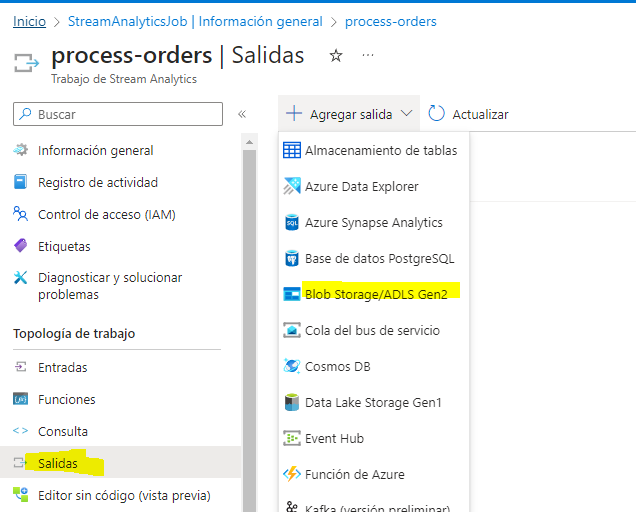 Inicio > StreamAnalyticsJob | Información general > process-orders
process-orders | Salidas
Trabajo de Stream Analytics
Buscar
Información general
Registro de actividad
Control de acceso (IAM)
Etiquetas
Diagnosticar y solucionar
problemas
Topología de trabajo
Entradas
Funciones
Consulta
Salidas
Editor sin código (vista previa)
Agregar salida
Actualizar
Almacenamiento de tablas
Azure Data Explorer
Azure Synapse Analytics
Base de datos PostgreSQL
Blob Storage/ADLS Gen2
Cola del bus de servicio
Cosmos DB
Data Lake Storage Gen1
Event Hub
Función de Azure
Kafka (versión preliminar)